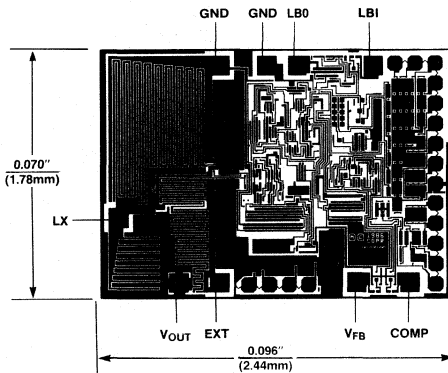 GND GND LB0 LBI
0.070"
(1.78mm)
LX
VOUT EXT VFB COMP
0.096"
(2.44mm)